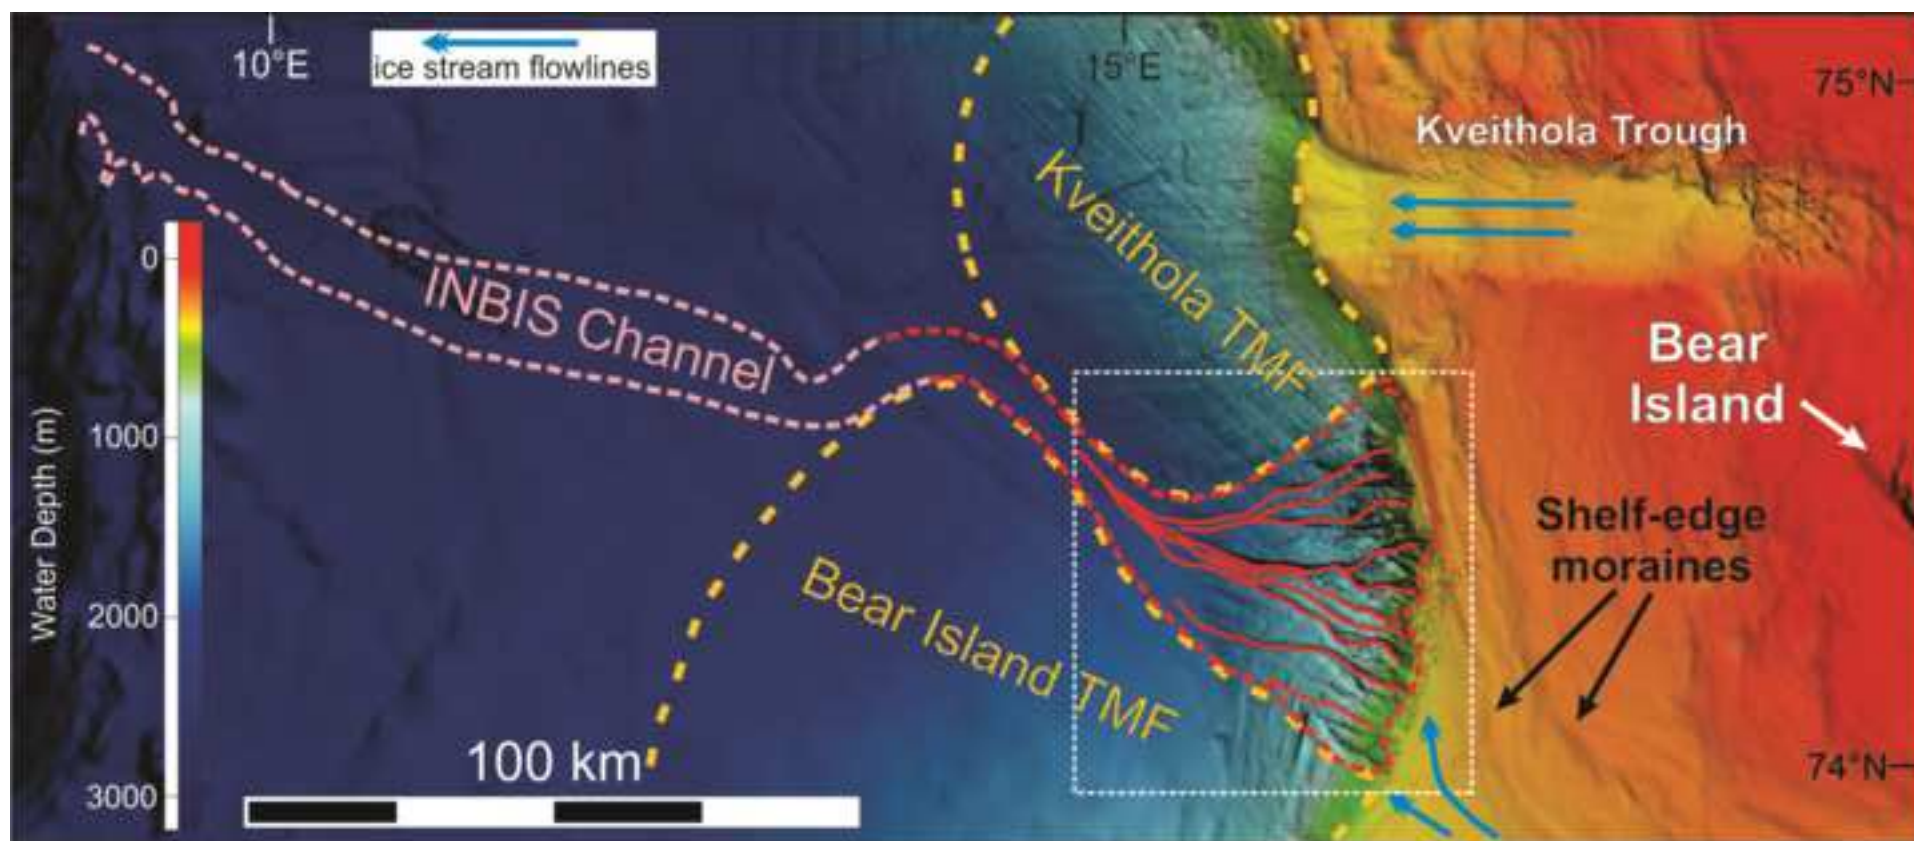 10°E
ice stream flowlines
15°E
75°N
Kveithola Trough
Kveithola TMF
INBIS Channel
0
1000
2000
3000
Water Depth (m)
Bear
Island
Shelf-edge
moraines
Bear Island TMF
100 km
74°N